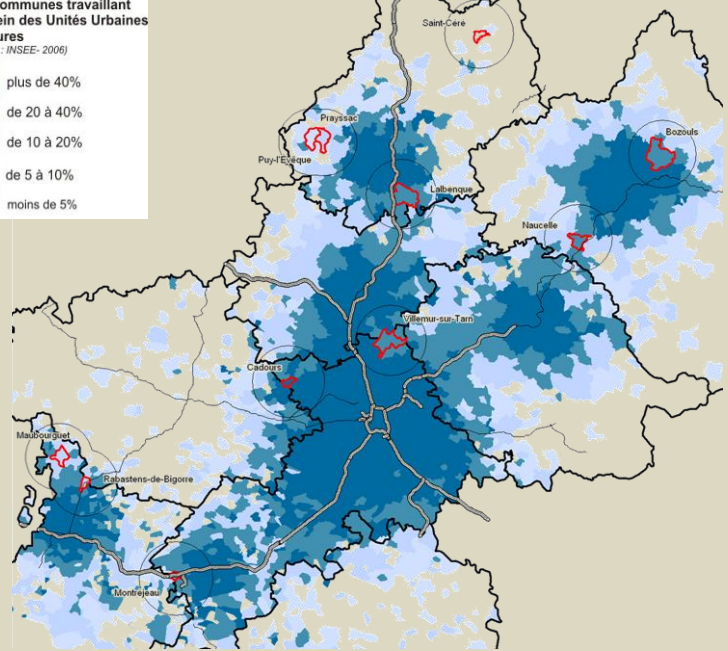 ommunes travaillant
ein des Unités Urbaines
ures
: INSEE- 2006)
plus de 40%
de 20 à 40%
de 10 à 20%
de 5 à 10%
moins de 5%
Saint-Céré
Prayssac
Puy-l'Evêque
Bozouls
Lalbenque
Naucelle
Villemur-sur-Tarn
Cadours
Maubourguet
Rabastens-de-Bigorre
Montrejeau